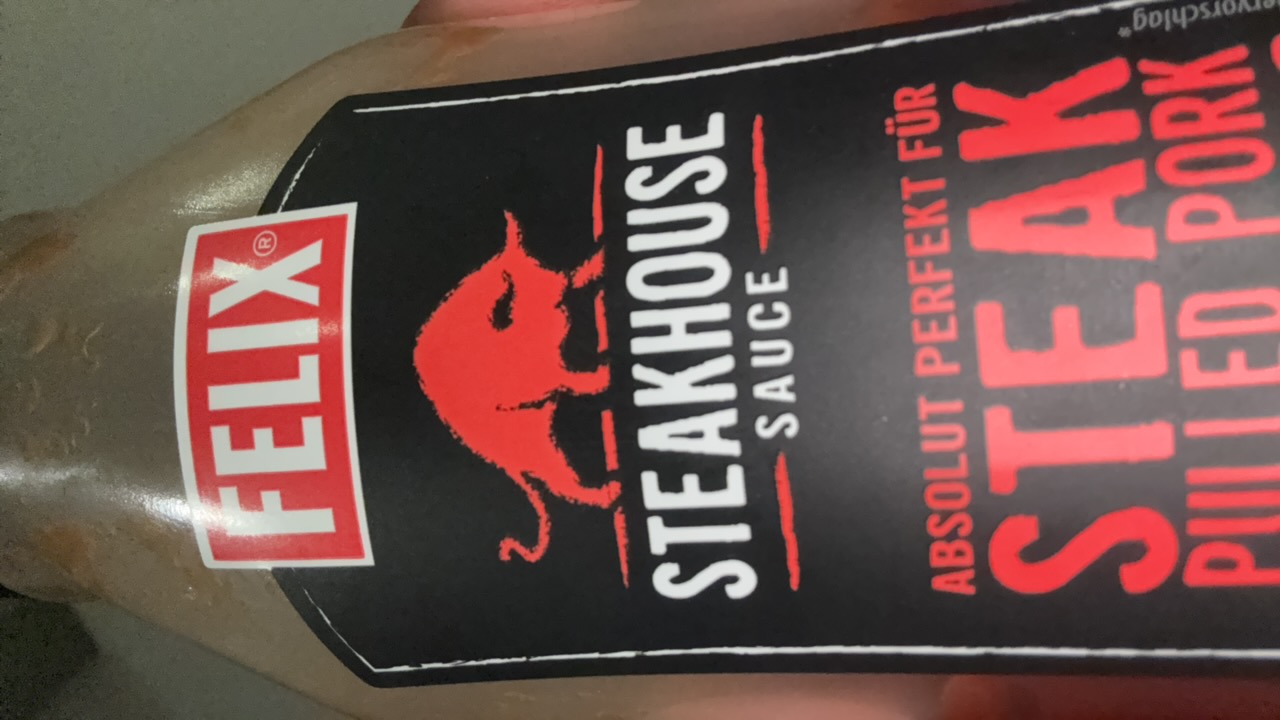 FELIX®
STEAKHOUSE
SAUCE
ABSOLUT PERFEKT FÜR
STEAK
PULLED PORK